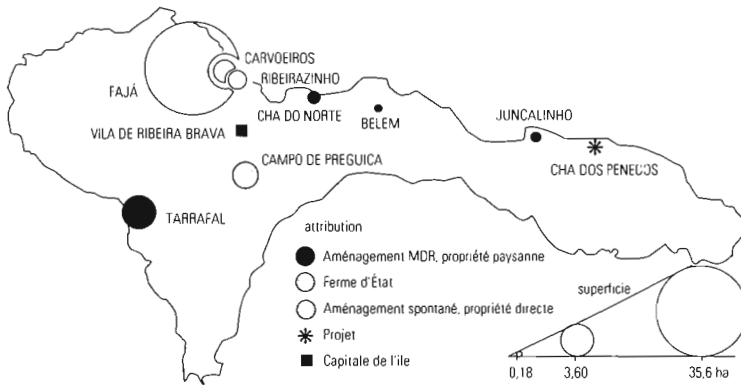 CARVOEIROS
RIBEIRAZINHO
FAJÁ
CHA DO NORTE
BELEM
JUNCALINHO
VILA DE RIBEIRA BRAVA
CHA DOS PENEDOS
CAMPO DE PREGUICA
TARRAFAL
attribution
Aménagement MDR, propriété paysanne
Ferme d'État
Aménagement spontané, propriété directe
Projet
Capitale de l'île
superficie
0,18 3,60 35,6 ha